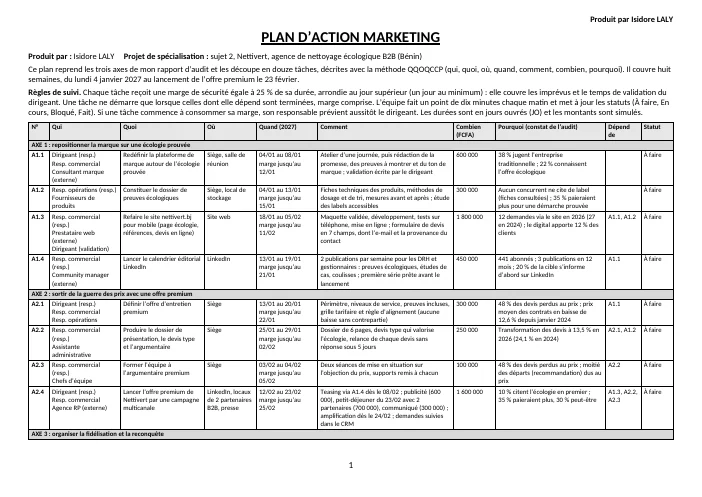 Produit par Isidore LALY
PLAN D'ACTION MARKETING
Produit par : Isidore LALY Projet de spécialisation : sujet 2, Nettivert, agence de nettoyage écologique B2B (Bénin)
Ce plan reprend les trois axes de mon rapport d'audit et les découpe en douze tâches, décrites avec la méthode QQOQCCP (qui, quoi, où, quand, comment, combien, pourquoi). Il couvre huit
semaines, du lundi 4 janvier 2027 au lancement de l'offre premium le 23 février.
Règles de suivi. Chaque tâche reçoit une marge de sécurité égale à 25 % de sa durée, arrondie au jour supérieur (un jour au minimum) : elle couvre les imprévus et le temps de validation du
dirigeant. Une tâche ne démarre que lorsque celles dont elle dépend sont terminées, marge comprise. L'équipe fait un point de dix minutes chaque matin et met à jour les statuts (À faire, En
cours, Bloqué, Fait). Si une tâche commence à consommer sa marge, son responsable prévient aussitôt le dirigeant. Les durées sont en jours ouvrés (JO) et les montants sont simulés.
N° Qui Quoi Où Quand (2027) Comment Combien (FCFA) Pourquoi (constat de l'audit) Dépend de Statut
AXE 1 : repositionner la marque sur une écologie prouvée
A1.1 Dirigeant (resp.) Redéfinir la plateforme de Siège, salle de 04/01 au 08/01 Atelier d'une journée, puis rédaction de la 600 000 38 % jugent l'entreprise À faire
Resp. commercial marque autour de l'écologie réunion marge jusqu'au promesse, des preuves à montrer et du ton de traditionnelle ; 22 % connaissent
Consultant marque prouvée 12/01 marque ; validation écrite par le dirigeant l'offre écologique
(externe)
A1.2 Resp. opérations (resp.) Constituer le dossier de Siège, local de 04/01 au 13/01 Fiches techniques des produits, méthodes de 300 000 Aucun concurrent ne cite de label À faire
Fournisseurs de preuves écologiques stockage marge jusqu'au dosage et de tri, mesures avant et après ; étude (fiches consultées) ; 35 % paieraient
produits 15/01 des labels accessibles plus pour une démarche prouvée
A1.3 Resp. commercial Refaire le site nettivert.bj Site web 18/01 au 05/02 Maquette validée, développement, tests sur 1 800 000 12 demandes via le site en 2026 (27 A1.1, A1.2 À faire
(resp.) pour mobile (page écologie, marge jusqu'au téléphone, mise en ligne ; formulaire de devis en 2024) ; le digital apporte 12 % des
Prestataire web références, devis en ligne) 11/02 en 7 champs, dont l'e-mail et la provenance du clients
(externe) contact
Dirigeant (validation)
A1.4 Resp. commercial Lancer le calendrier éditorial LinkedIn 13/01 au 19/01 2 publications par semaine pour les DRH et 450 000 441 abonnés ; 3 publications en 12 A1.1 À faire
(resp.) LinkedIn marge jusqu'au gestionnaires : preuves écologiques, études de mois ; 20 % de la cible s'informe
Community manager 21/01 cas, coulisses ; première série prête avant le d'abord sur LinkedIn
(externe) lancement
AXE 2 : sortir de la guerre des prix avec une offre premium
A2.1 Dirigeant (resp.) Définir l'offre d'entretien Siège 13/01 au 20/01 Périmètre, niveaux de service, preuves incluses, 300 000 48 % des devis perdus au prix ; prix A1.1 À faire
Resp. commercial premium marge jusqu'au grille tarifaire et règle d'alignement (aucune moyen des contrats en baisse de
Resp. opérations 22/01 baisse sans contrepartie) 12,6 % depuis janvier 2024
A2.2 Resp. commercial Produire le dossier de Siège 25/01 au 29/01 Dossier de 6 pages, devis type qui valorise 250 000 Transformation des devis à 13,5 % en A2.1, A1.2 À faire
(resp.) présentation, le devis type marge jusqu'au l'écologie, relance de chaque devis sans 2026 (24,1 % en 2024)
Assistante et l'argumentaire 02/02 réponse sous 5 jours
administrative
A2.3 Resp. commercial Former l'équipe à Siège 03/02 au 04/02 Deux séances de mise en situation sur 100 000 48 % des devis perdus au prix ; moitié A2.2 À faire
(resp.) l'argumentaire premium marge jusqu'au l'objection du prix, supports remis à chacun des départs (recommandation) dus au
Chefs d'équipe 05/02 prix
A2.4 Dirigeant (resp.) Lancer l'offre premium de LinkedIn, locaux 12/02 au 23/02 Teasing via A1.4 dès le 08/02 ; publicité (600 1 600 000 10 % citent l'écologie en premier ; A1.3, A2.2, À faire
Resp. commercial Nettivert par une campagne de 2 partenaires marge jusqu'au 000), petit-déjeuner du 23/02 avec 2 35 % paieraient plus, 30 % peut-être A2.3
Agence RP (externe) multicanale B2B, presse 25/02 partenaires (700 000), communiqué (300 000) ;
amplification dès le 24/02 ; demandes suivies
dans le CRM
AXE 3 : organiser la fidélisation et la reconquête
1